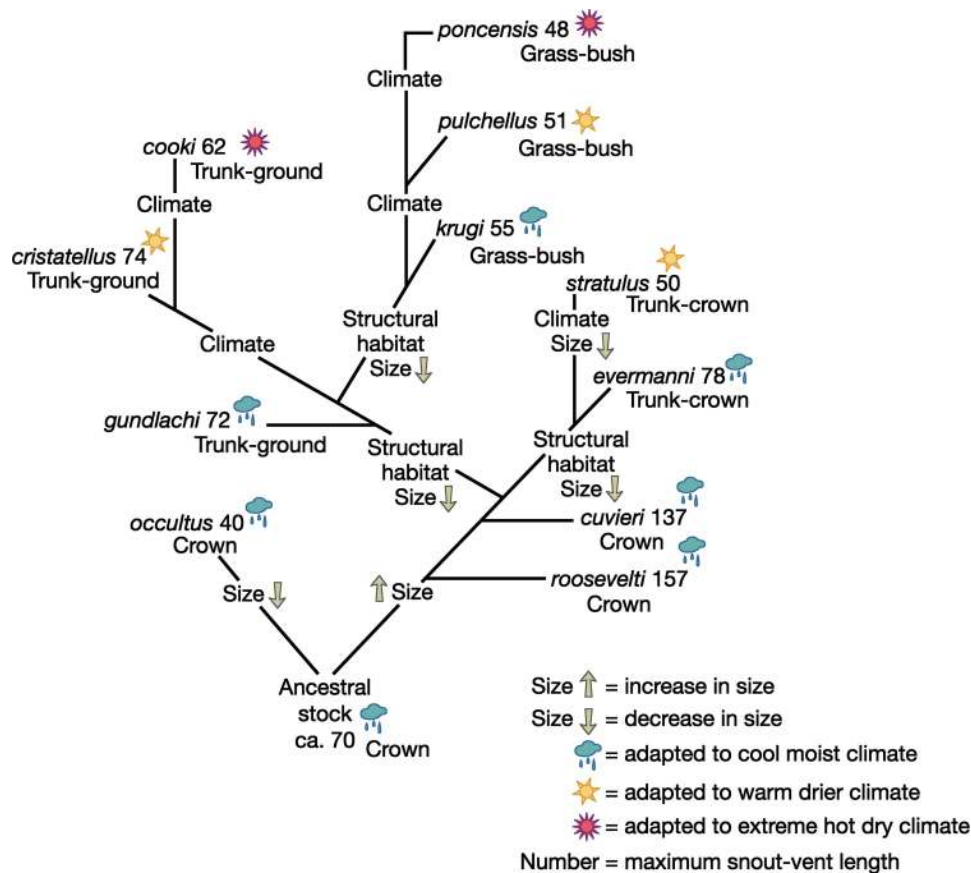 poncensis 48
Grass-bush
Climate
pulchellus 51
Grass-bush
cooki 62
Trunk-ground
Climate
Climate
krugi 55
Grass-bush
cristatellus 74
Trunk-ground
stratulus 50
Trunk-crown
Structural
habitat
Size
Climate
Size
Climate
evermanni 78
Trunk-crown
gundlachi 72
Trunk-ground
Structural
habitat
Size
Structural
habitat
Size
occultus 40
Crown
cuvieri 137
Crown
roosevelti 157
Crown
Size
Size
Ancestral
stock
ca. 70 Crown
Size ⇧ = increase in size
Size ⇩ = decrease in size
= adapted to cool moist climate
= adapted to warm drier climate
= adapted to extreme hot dry climate
Number = maximum snout-vent length